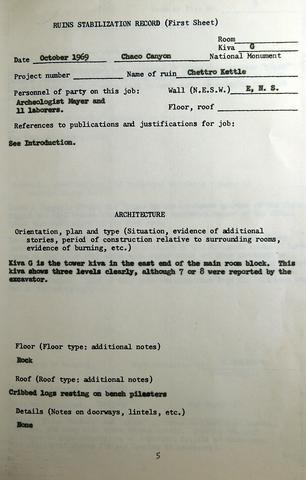 RUINS STABILIZATION RECORD (First Sheet)
Room
Kiva G
Date October 1969 Chaco Canyon National Monument
Project number Name of ruin Chettro Kettle
Personnel of party on this job: Wall (N.E.S.W.) E, N. S.
Archeologist Mayer and
11 laborers. Floor, roof
References to publications and justifications for job:
See Introduction.
ARCHITECTURE
Orientation, plan and type (Situation, evidence of additional
stories, period of construction relative to surrounding rooms,
evidence of burning, etc.)
Kiva G is the tower kiva in the east end of the main room block. This
kiva shows three levels clearly, although 7 or 8 were reported by the
excavator.
Floor (Floor type: additional notes)
Rock
Roof (Roof type: additional notes)
Cribbed logs resting on bench pilasters
Details (Notes on doorways, lintels, etc.)
None
5